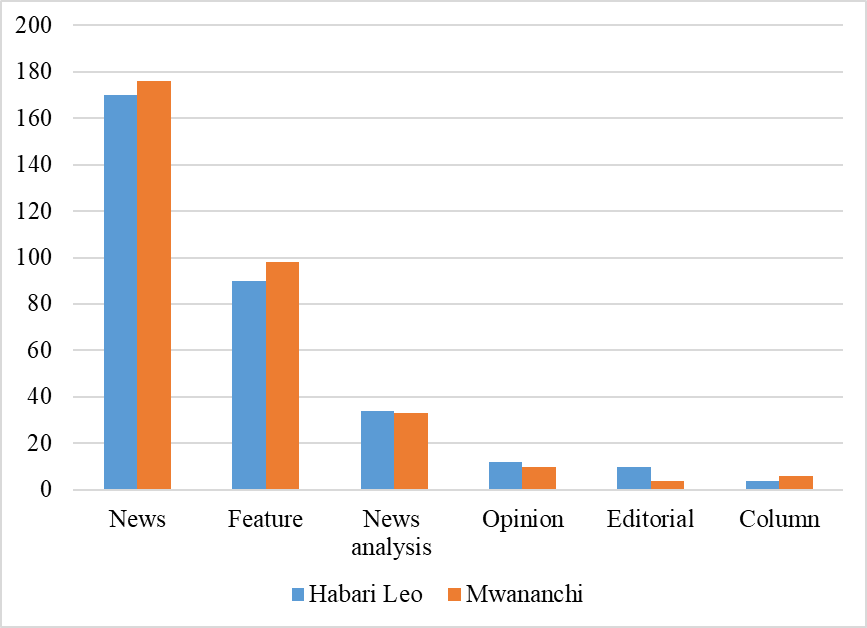 200
180
160
140
120
100
80
60
40
20
0
News
Feature
News
analysis
Opinion
Editorial
Column
Habari Leo
Mwananchi